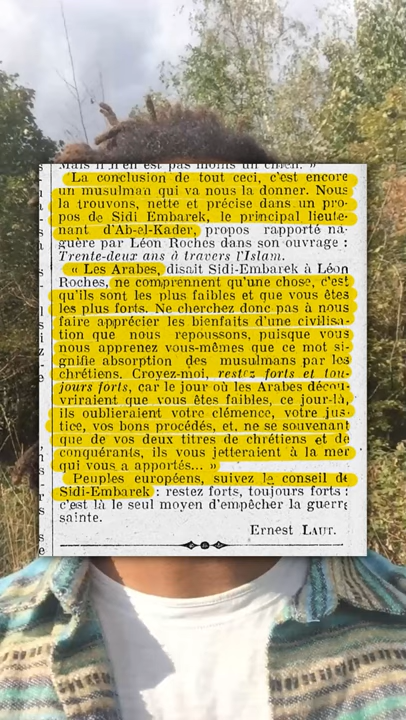 Mais il n'en est pas moins un chien. »
La conclusion de tout ceci, c'est encore
un musulman qui va nous la donner. Nous
la trouvons, nette et précise dans un pro-
pos de Sidi Embarek, le principal lieute-
nant d'Ab-el-Kader, propos rapporté na-
guère par Léon Roches dans son ouvrage :
Trente-deux ans à travers l'Islam.
« Les Arabes, disait Sidi-Embarek à Léon
Roches, ne comprennent qu'une chose, c'est
qu'ils sont les plus faibles et que vous êtes
les plus forts. Ne cherchez donc pas à nous
faire apprécier les bienfaits d'une civilisa-
tion que nous repoussons, puisque vous
nous apprenez vous-mêmes que ce mot si-
gnifie absorption des musulmans par les
chrétiens. Croyez-moi, restez forts et tou-
jours forts, car le jour où les Arabes décou-
vriraient que vous êtes faibles, ce jour-là,
ils oublieraient votre clémence, votre jus-
tice, vos bons procédés, et, ne se souvenant
que de vos deux titres de chrétiens et de
conquérants, ils vous jetteraient à la mer
qui vous a apportés... »
Peuples européens, suivez le conseil de
Sidi-Embarek : restez forts, toujours forts :
c'est là le seul moyen d'empêcher la guerre
sainte.
Ernest LAUT.